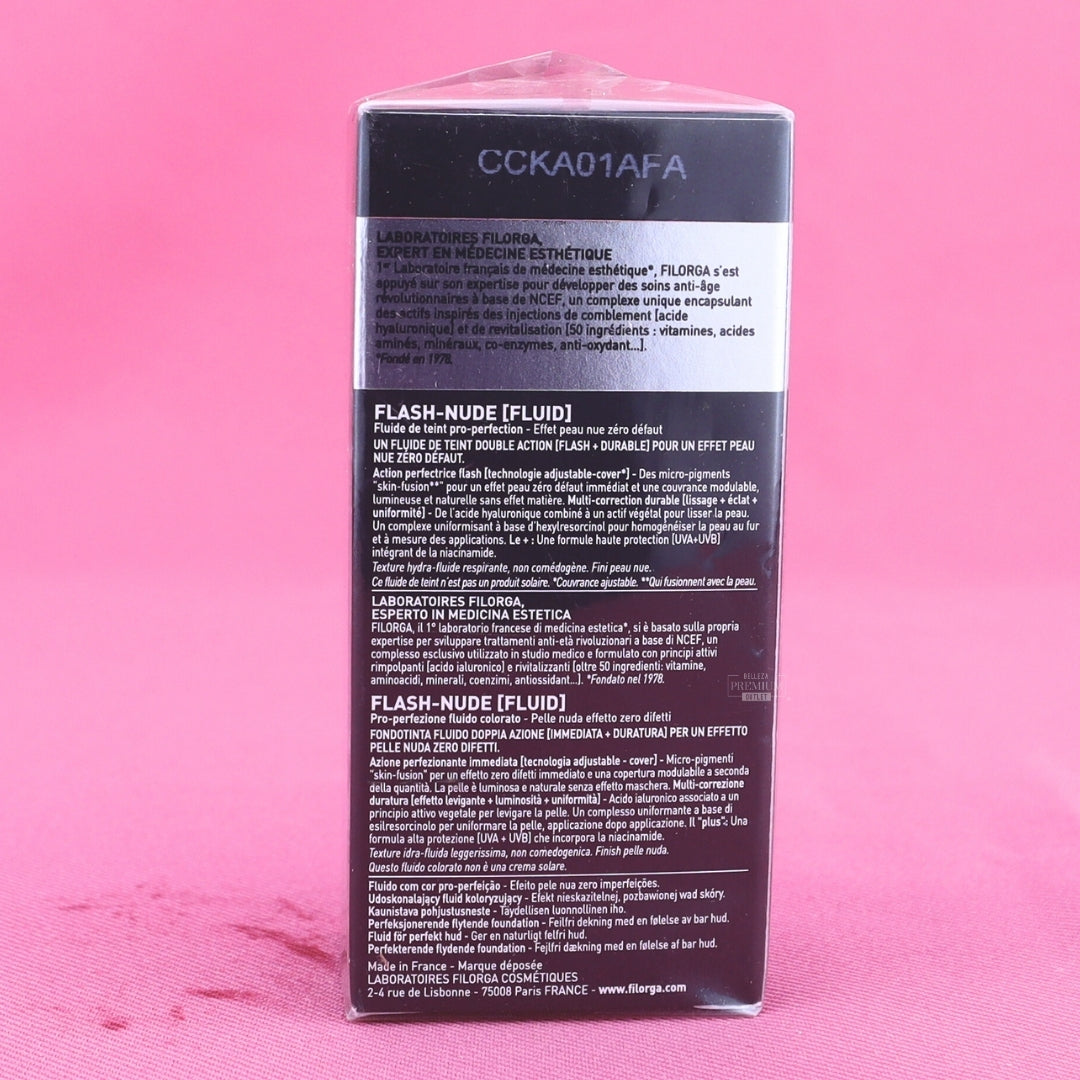 CCKA01AFA
LABORATOIRES FILORGA,
EXPERT EN MÉDECINE ESTHÉTIQUE
1er Laboratoire français de médecine esthétique*, FILORGA s'est
appuyé sur son expertise pour développer des soins anti-âge
révolutionnaires à base de NCEF, un complexe unique encapsulant
des actifs inspirés des injections de comblement [acide
hyaluronique] et de revitalisation [50 ingrédients : vitamines, acides
aminés, minéraux, co-enzymes, anti-oxydant...].
*Fondé en 1978.
FLASH-NUDE [FLUID]
Fluide de teint pro-perfection - Effet peau nue zéro défaut
UN FLUIDE DE TEINT DOUBLE ACTION [FLASH + DURABLE] POUR UN EFFET PEAU
NUE ZÉRO DÉFAUT.
Action perfectrice flash [technologie adjustable-cover*] - Des micro-pigments
"skin-fusion**" pour un effet peau zéro défaut immédiat et une couvrance modulable,
lumineuse et naturelle sans effet matière. Multi-correction durable [lissage + éclat +
uniformité] - De l'acide hyaluronique combiné à un actif végétal pour lisser la peau.
Un complexe uniformisant à base d'hexylresorcinol pour homogénéiser la peau au fur
et à mesure des applications. Le + : Une formule haute protection [UVA+UVB]
intégrant de la niacinamide.
Texture hydra-fluide respirante, non comédogène. Fini peau nue.
Ce fluide de teint n'est pas un produit solaire. *Couvrance ajustable. **Qui fusionnent avec la peau.
LABORATOIRES FILORGA,
ESPERTO IN MEDICINA ESTETICA
FILORGA, il 1° laboratorio francese di medicina estetica*, si è basato sulla propria
expertise per sviluppare trattamenti anti-età rivoluzionari a base di NCEF, un
complesso esclusivo utilizzato in studio medico e formulato con principi attivi
rimpolpanti [acido ialuronico] e rivitalizzanti [oltre 50 ingredienti: vitamine,
aminoacidi, minerali, coenzimi, antiossidant...]. *Fondato nel 1978.
BELLEZA
PREMIUM
OUTLET
FLASH-NUDE [FLUID]
Pro-perfezione fluido colorato - Pelle nuda effetto zero difetti
FONDOTINTA FLUIDO DOPPIA AZIONE [IMMEDIATA + DURATURA] PER UN EFFETTO
PELLE NUDA ZERO DIFETTI.
Azione perfezionante immediata [tecnologia adjustable - cover] - Micro-pigmenti
"skin-fusion" per un effetto zero difetti immediato e una copertura modulabile a seconda
della quantità. La pelle è luminosa e naturale senza effetto maschera. Multi-correzione
duratura [effetto levigante + luminosità + uniformità] - Acido ialuronico associato a un
principio attivo vegetale per levigare la pelle. Un complesso uniformante a base di
esilresorcinolo per uniformare la pelle, applicazione dopo applicazione. Il "plus": Una
formula alta protezione [UVA + UVB] che incorpora la niacinamide.
Texture idra-fluida leggerissima, non comedogenica. Finish pelle nuda.
Questo fluido colorato non è una crema solare.
Fluido com cor pro-perfeição - Efeito pele nua zero imperfeições.
Udoskonalający fluid koloryzujący - Efekt nieskazitelnej, pozbawionej wad skóry.
Kaunistava pohjustusneste - Täydellisen luonnollinen iho.
Perfeksjonerende flytende foundation - Feilfri dekning med en følelse av bar hud.
Fluid för perfekt hud - Ger en naturligt felfri hud.
Perfekterende flydende foundation - Fejlfri dækning med en følelse af bar hud.
Made in France - Marque déposée
LABORATOIRES FILORGA COSMÉTIQUES
2-4 rue de Lisbonne - 75008 Paris FRANCE - www.filorga.com